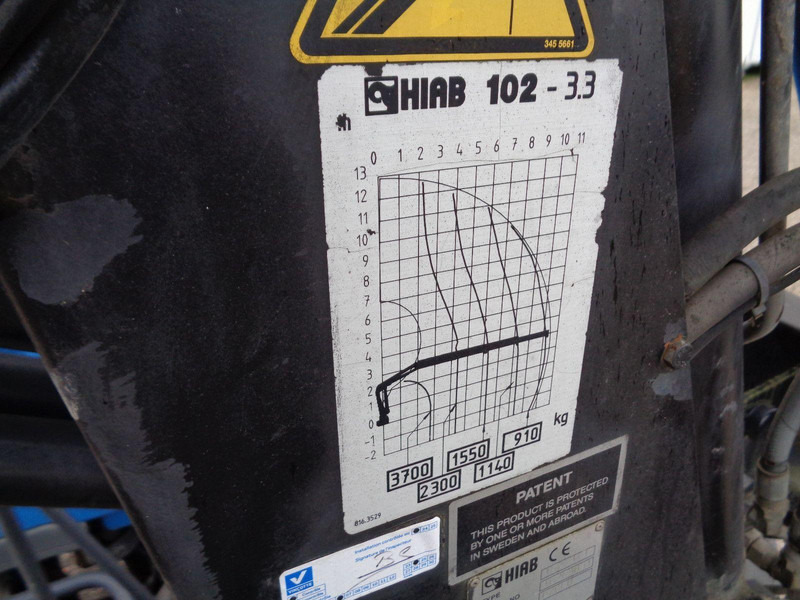 345 5661
HIAB 102 - 3.3
m
0 1 2 3 4 5 6 7 8 9 10 11
13
12
11
10
9
8
7
6
5
4
3
2
1
0
-1
-2
3700 2300 1550 1140 910 kg
816.3529
PATENT
THIS PRODUCT IS PROTECTED
BY ONE OR MORE PATENTS
IN SWEDEN AND ABROAD.
HIAB CE